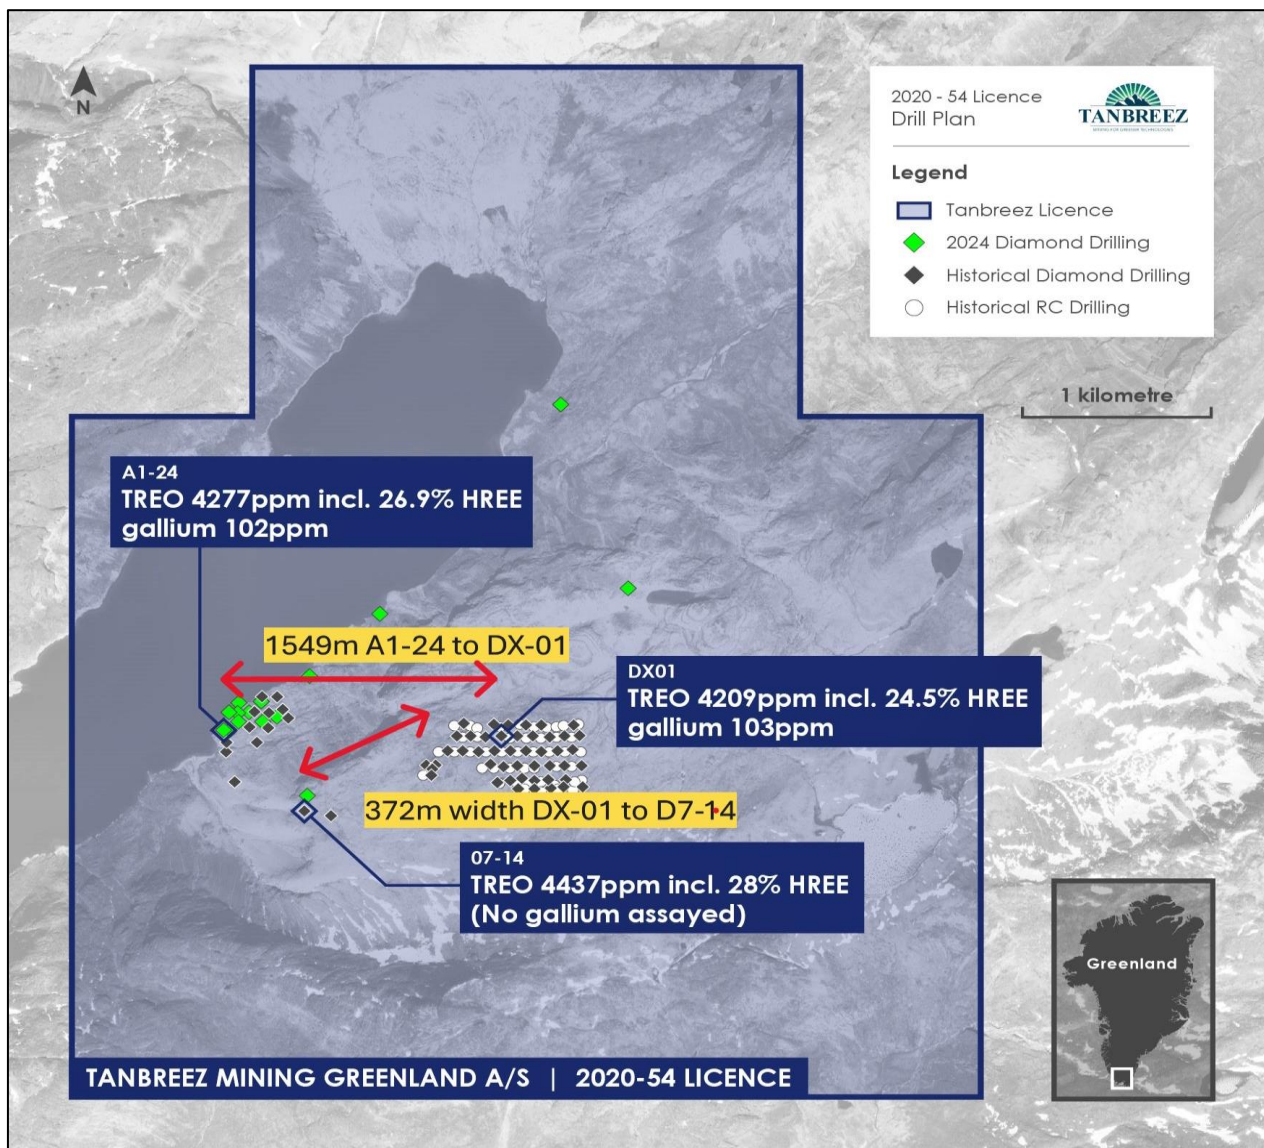 N
2020 - 54 Licence
Drill Plan
TANBREEZ
Legend
Tanbreez Licence
2024 Diamond Drilling
Historical Diamond Drilling
Historical RC Drilling
1 kilometre
A1-24
TREO 4277ppm incl. 26.9% HREE
gallium 102ppm
1549m A1-24 to DX-01
DX01
TREO 4209ppm incl. 24.5% HREE
gallium 103ppm
372m width DX-01 to D7-14
07-14
TREO 4437ppm incl. 28% HREE
(No gallium assayed)
Greenland
TANBREEZ MINING GREENLAND A/S | 2020-54 LICENCE